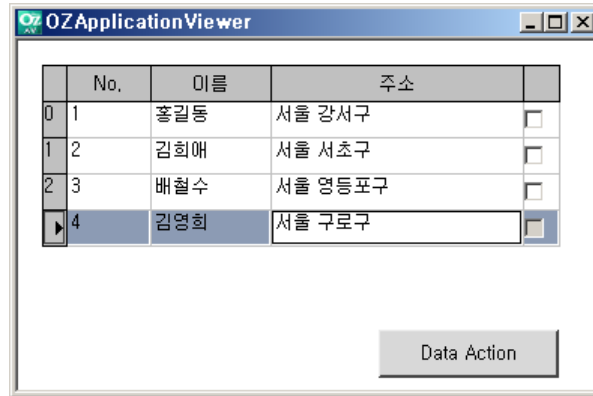 OZ AV OZApplicationViewer
No. 이름 주소
0 1 홍길동 서울 강서구
1 2 김희애 서울 서초구
2 3 배철수 서울 영등포구
4 김영희 서울 구로구
Data Action